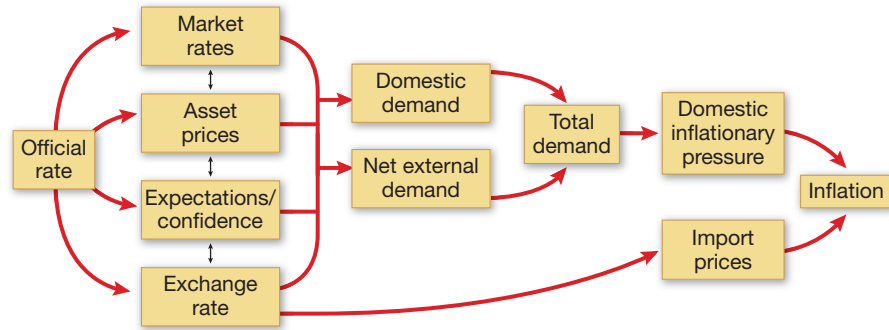 Official
rate
Market
rates
Asset
prices
Expectations/
confidence
Exchange
rate
Domestic
demand
Net external
demand
Total
demand
Domestic
inflationary
pressure
Import
prices
Inflation